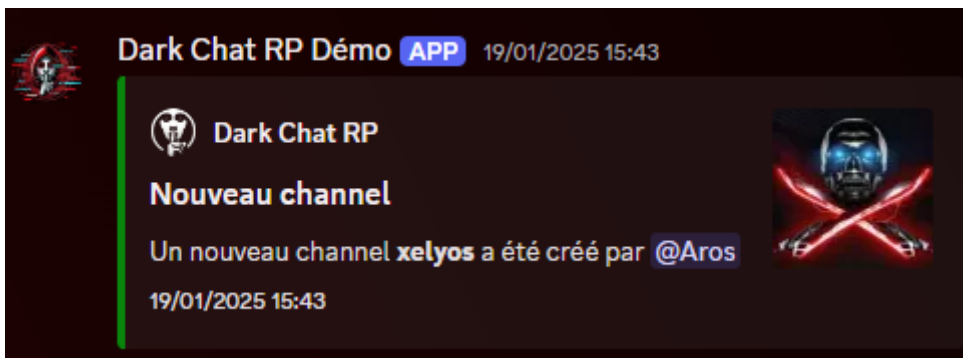 Dark Chat RP Démo APP 19/01/2025 15:43
Dark Chat RP
Nouveau channel
Un nouveau channel xelyos a été créé par @Aros
19/01/2025 15:43